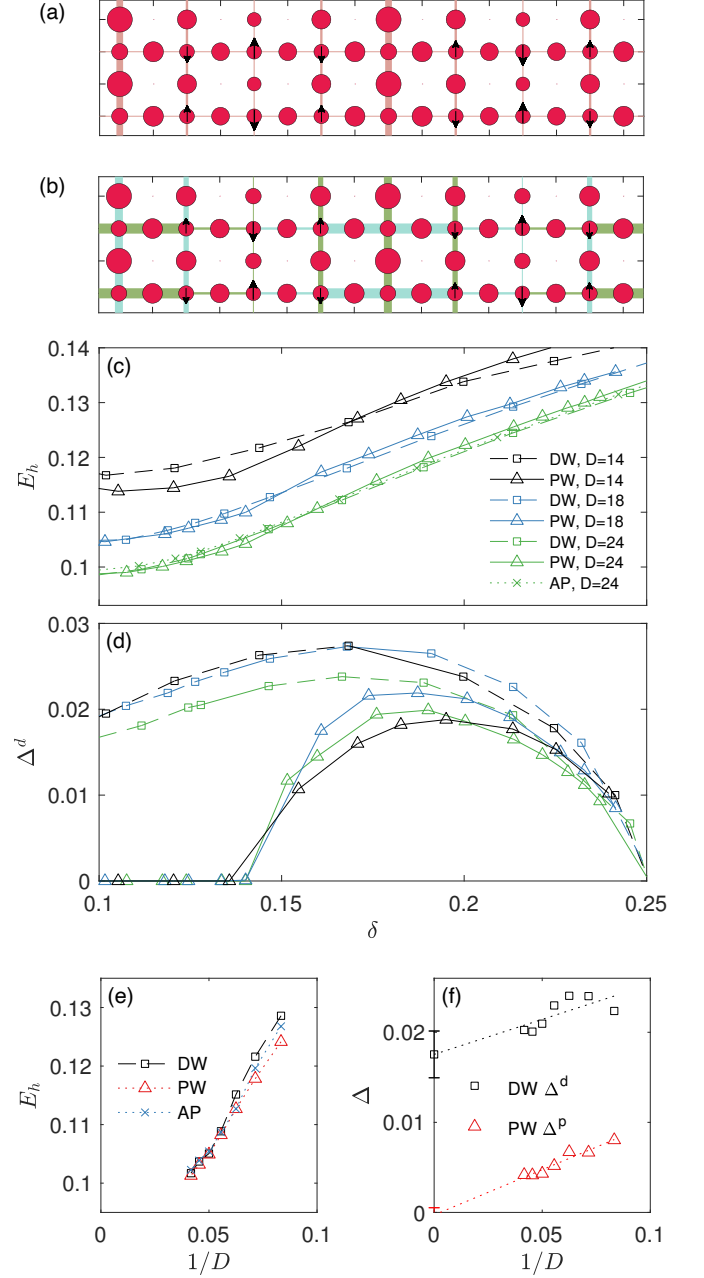 (a)
(b)
(c)
0.14
0.13
0.12
0.11
0.1
E_h
DW, D=14
PW, D=14
DW, D=18
PW, D=18
DW, D=24
PW, D=24
AP, D=24
(d)
0.03
0.02
0.01
0
Δ^d
0.1
0.15
0.2
0.25
δ
(e)
0.13
0.12
0.11
0.1
E_h
DW
PW
AP
0
0.05
0.1
1/D
(f)
0.02
0.01
0
Δ
DW Δ^d
PW Δ^p
0
0.05
0.1
1/D